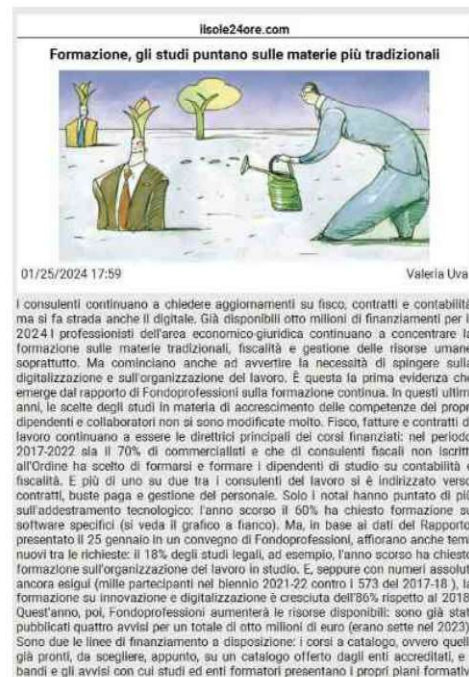 ilsole24ore.com
Formazione, gli studi puntano sulle materie più tradizionali
01/25/2024 17:59
Valeria Uva
I consulenti continuano a chiedere aggiornamenti su fisco, contratti e contabilità
ma si fa strada anche il digitale. Già disponibili otto milioni di finanziamenti per i
2024 I professionisti dell'area economico-giuridica continuano a concentrare la
formazione sulle materie tradizionali, fiscalità e gestione delle risorse umane
soprattutto. Ma cominciano anche ad avvertire la necessità di spingere sulla
digitalizzazione e sull'organizzazione del lavoro. È questa la prima evidenza che
emerge dal rapporto di Fondoprofessioni sulla formazione continua. In questi ultim
anni, le scelte degli studi in materia di accrescimento delle competenze dei propr
dipendenti e collaboratori non si sono modificate molto. Fisco, fatture e contratti d
lavoro continuano a essere le direttrici principali dei corsi finanziati: nel periodo
2017-2022 sia il 70% di commercialisti e che di consulenti fiscali non iscritt
all'Ordine ha scelto di formarsi e formare i dipendenti di studio su contabilità e
fiscalità. E più di uno su due tra i consulenti del lavoro si è indirizzato verso
contratti, buste paga e gestione del personale. Solo i notai hanno puntato di più
sull'addestramento tecnologico: l'anno scorso il 60% ha chiesto formazione su
software specifici (si veda il grafico a fianco). Ma, in base ai dati del Rapporto
presentato il 25 gennaio in un convegno di Fondoprofessioni, affiorano anche tem
nuovi tra le richieste: il 18% degli studi legali, ad esempio, l'anno scorso ha chiesto
formazione sull'organizzazione del lavoro in studio. E, seppure con numeri assolut
ancora esigui (mille partecipanti nel biennio 2021-22 contro i 573 del 2017-18 ), la
formazione su innovazione e digitalizzazione è cresciuta dell'86% rispetto al 2018
Quest'anno, poi, Fondoprofessioni aumenterà le risorse disponibili: sono già stat
pubblicati quattro avvisi per un totale di otto milioni di euro (erano sette nel 2023)
Sono due le linee di finanziamento a disposizione: i corsi a catalogo, ovvero quell
già pronti, da scegliere, appunto, su un catalogo offerto dagli enti accreditati, e
bandi e gli avvisi con cui studi ed enti formatori presentano i propri piani formativ